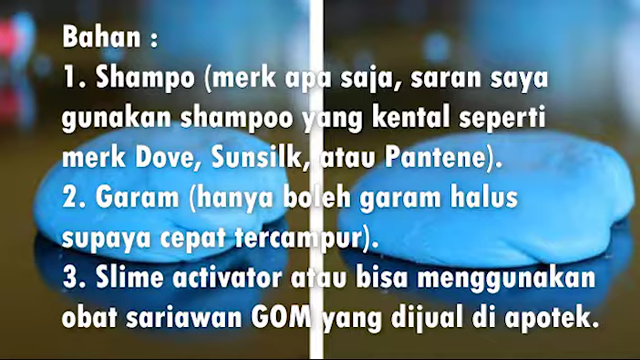 Bahan :
1. Shampo (merk apa saja, saran saya
gunakan shampoo yang kental seperti
merk Dove, Sunsilk, atau Pantene).
2. Garam (hanya boleh garam halus
supaya cepat tercampur).
3. Slime activator atau bisa menggunakan
obat sariawan GOM yang dijual di apotek.